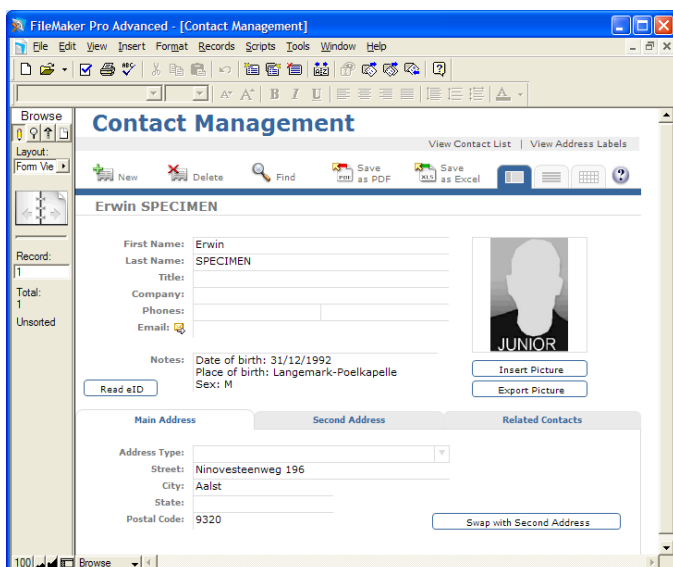 FileMaker Pro Advanced - [Contact Management]
File Edit View Insert Format Records Scripts Tools Window Help
Browse
Layout:
Form Vie
Record:
1
Total:
1
Unsorted
Contact Management
View Contact List | View Address Labels
New Delete Find Save as PDF Save as Excel
Erwin SPECIMEN
First Name: Erwin
Last Name: SPECIMEN
Title:
Company:
Phones:
Email:
Notes: Date of birth: 31/12/1992
Place of birth: Langemark-Poelkapelle
Sex: M
Read eID
JUNIOR
Insert Picture
Export Picture
Main Address Second Address Related Contacts
Address Type:
Street: Ninovesteenweg 196
City: Aalst
State:
Postal Code: 9320
Swap with Second Address
100 Browse